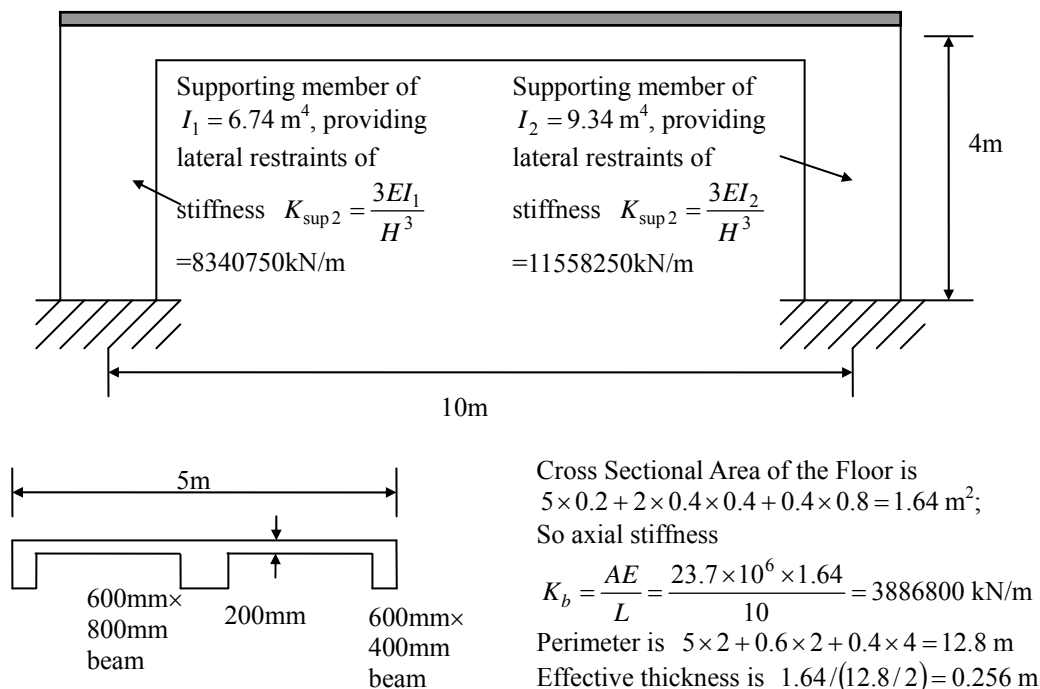 Supporting member of
I₁ = 6.74 m⁴, providing
lateral restraints of
stiffness K_sup 2 = 3EI₁/H³
=8340750kN/m
Supporting member of
I₂ = 9.34 m⁴, providing
lateral restraints of
stiffness K_sup 2 = 3EI₂/H³
=11558250kN/m
4m
10m
5m
600mm×
800mm
beam
200mm
600mm×
400mm
beam
Cross Sectional Area of the Floor is
5×0.2+2×0.4×0.4+0.4×0.8=1.64 m²;
So axial stiffness
K_b = AE/L = 23.7×10⁶×1.64/10 = 3886800 kN/m
Perimeter is 5×2+0.6×2+0.4×4=12.8 m
Effective thickness is 1.64/(12.8/2)=0.256 m